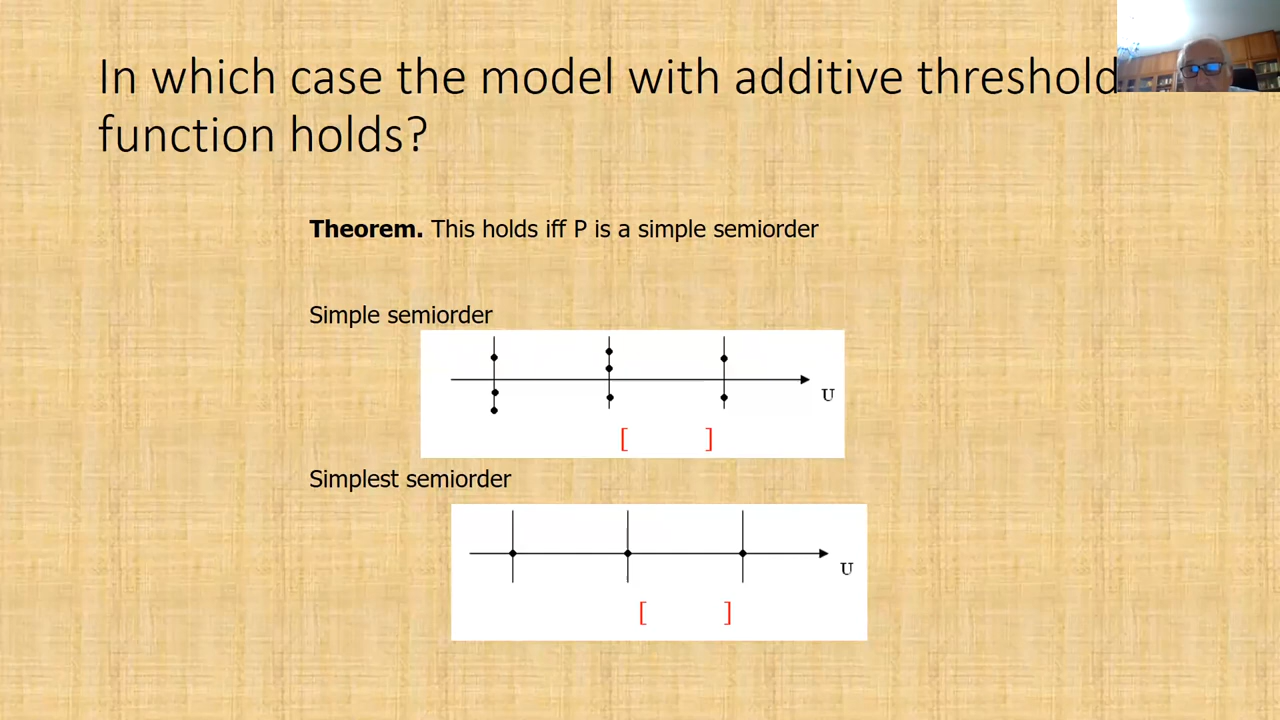 In which case the model with additive threshold
function holds?
Theorem. This holds iff P is a simple semiorder
Simple semiorder
U
[ ]
Simplest semiorder
U
[ ]